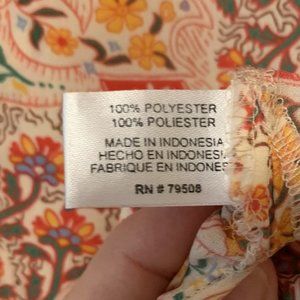 100% POLYESTER
100% POLIESTER
MADE IN INDONESIA
HECHO EN INDONESI
FABRIQUE EN INDONES
RN # 79508